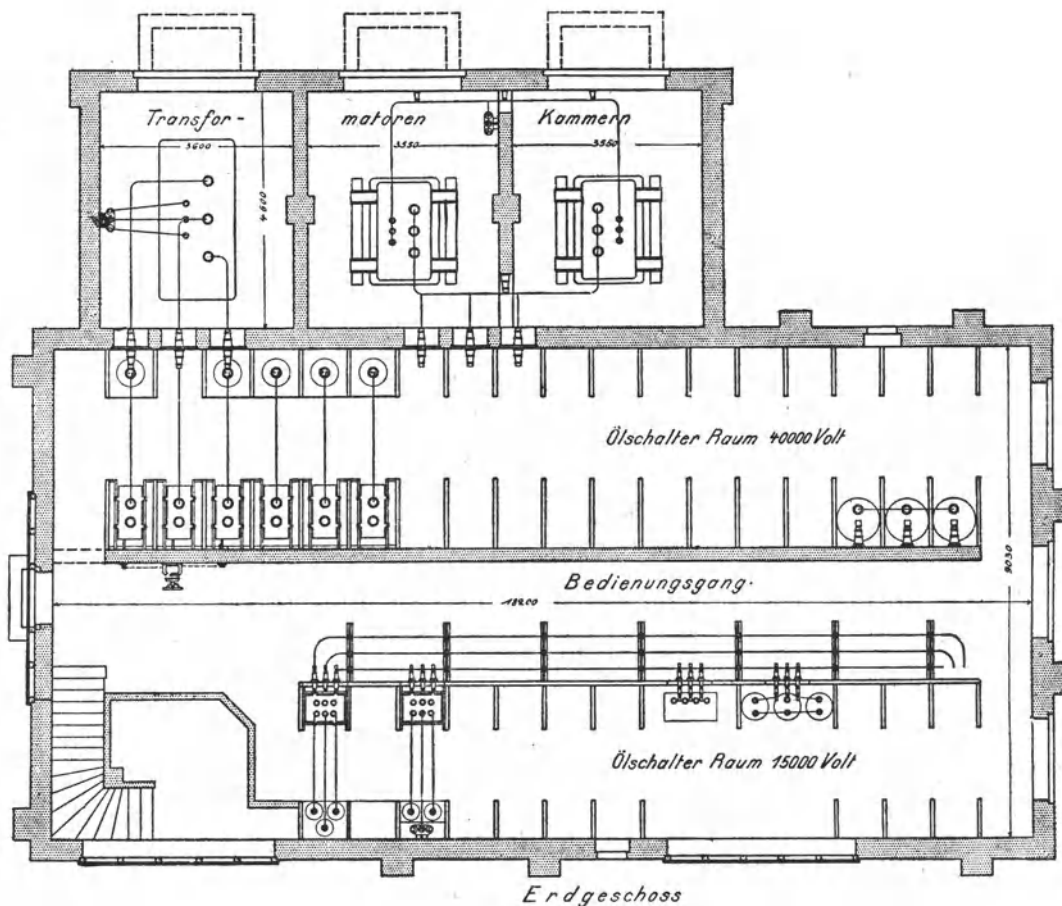 Transfor-
matoren
Kammern
3600
3550
3550
4600
Ölschalter Raum 40000 Volt
9030
Bedienungsgang.
18200
Ölschalter Raum 15000 Volt
Erdgeschoss